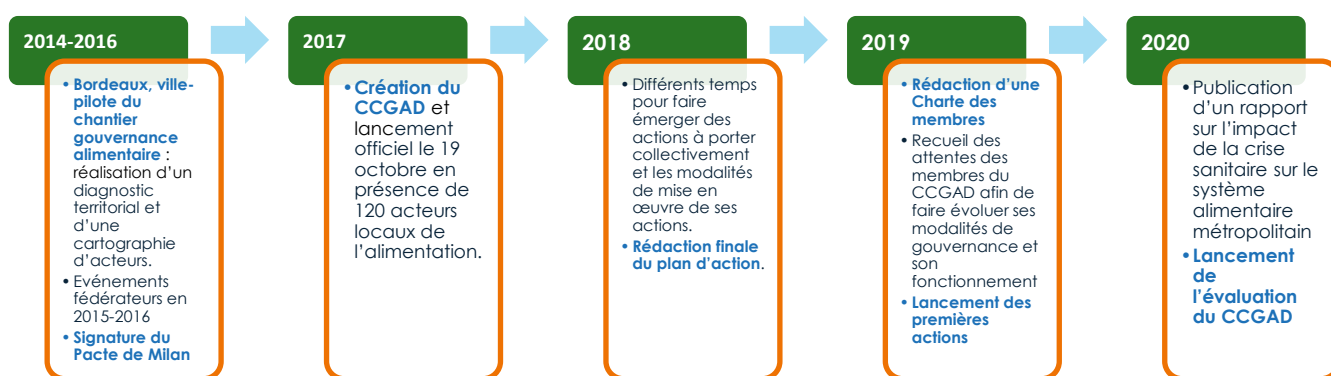 2014-2016
• Bordeaux, ville-
pilote du
chantier
gouvernance
alimentaire :
réalisation d'un
diagnostic
territorial et
d'une
cartographie
d'acteurs.
• Evénements
fédérateurs en
2015-2016
• Signature du
Pacte de Milan
2017
• Création du
CCGAD et
lancement
officiel le 19
octobre en
présence de
120 acteurs
locaux de
l'alimentation.
2018
• Différents temps
pour faire
émerger des
actions à porter
collectivement
et les modalités
de mise en
œuvre de ses
actions.
• Rédaction finale
du plan d'action.
2019
• Rédaction d'une
Charte des
membres
• Recueil des
attentes des
membres du
CCGAD afin de
faire évoluer ses
modalités de
gouvernance et
son
fonctionnement
• Lancement des
premières
actions
2020
• Publication
d'un rapport
sur l'impact
de la crise
sanitaire sur le
système
alimentaire
métropolitain
• Lancement
de
l'évaluation
du CCGAD